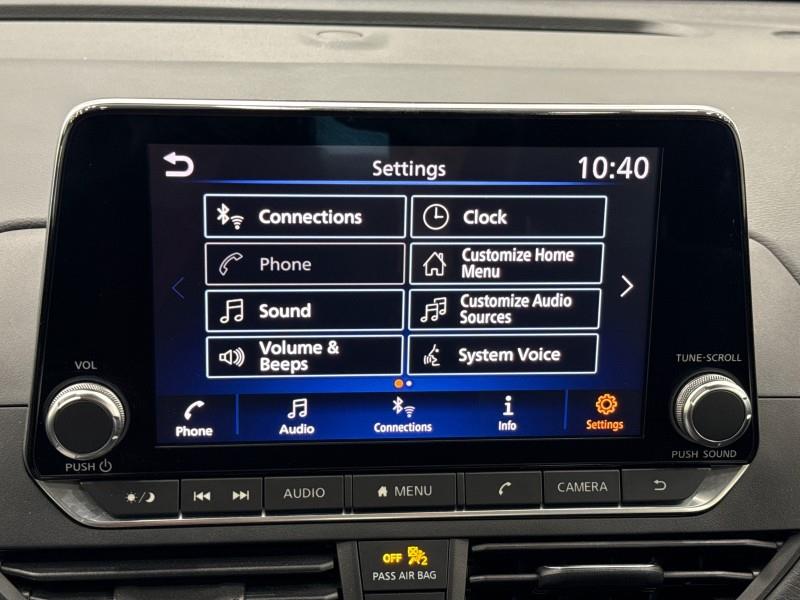 Settings
10:40
Connections
Clock
Phone
Customize Home
Menu
Sound
Customize Audio
Sources
Volume &
Beeps
System Voice
Phone
Audio
Connections
i
Info
Settings
VOL
PUSH
TUNE•SCROLL
PUSH SOUND
AUDIO
MENU
CAMERA
OFF
2
PASS AIR BAG